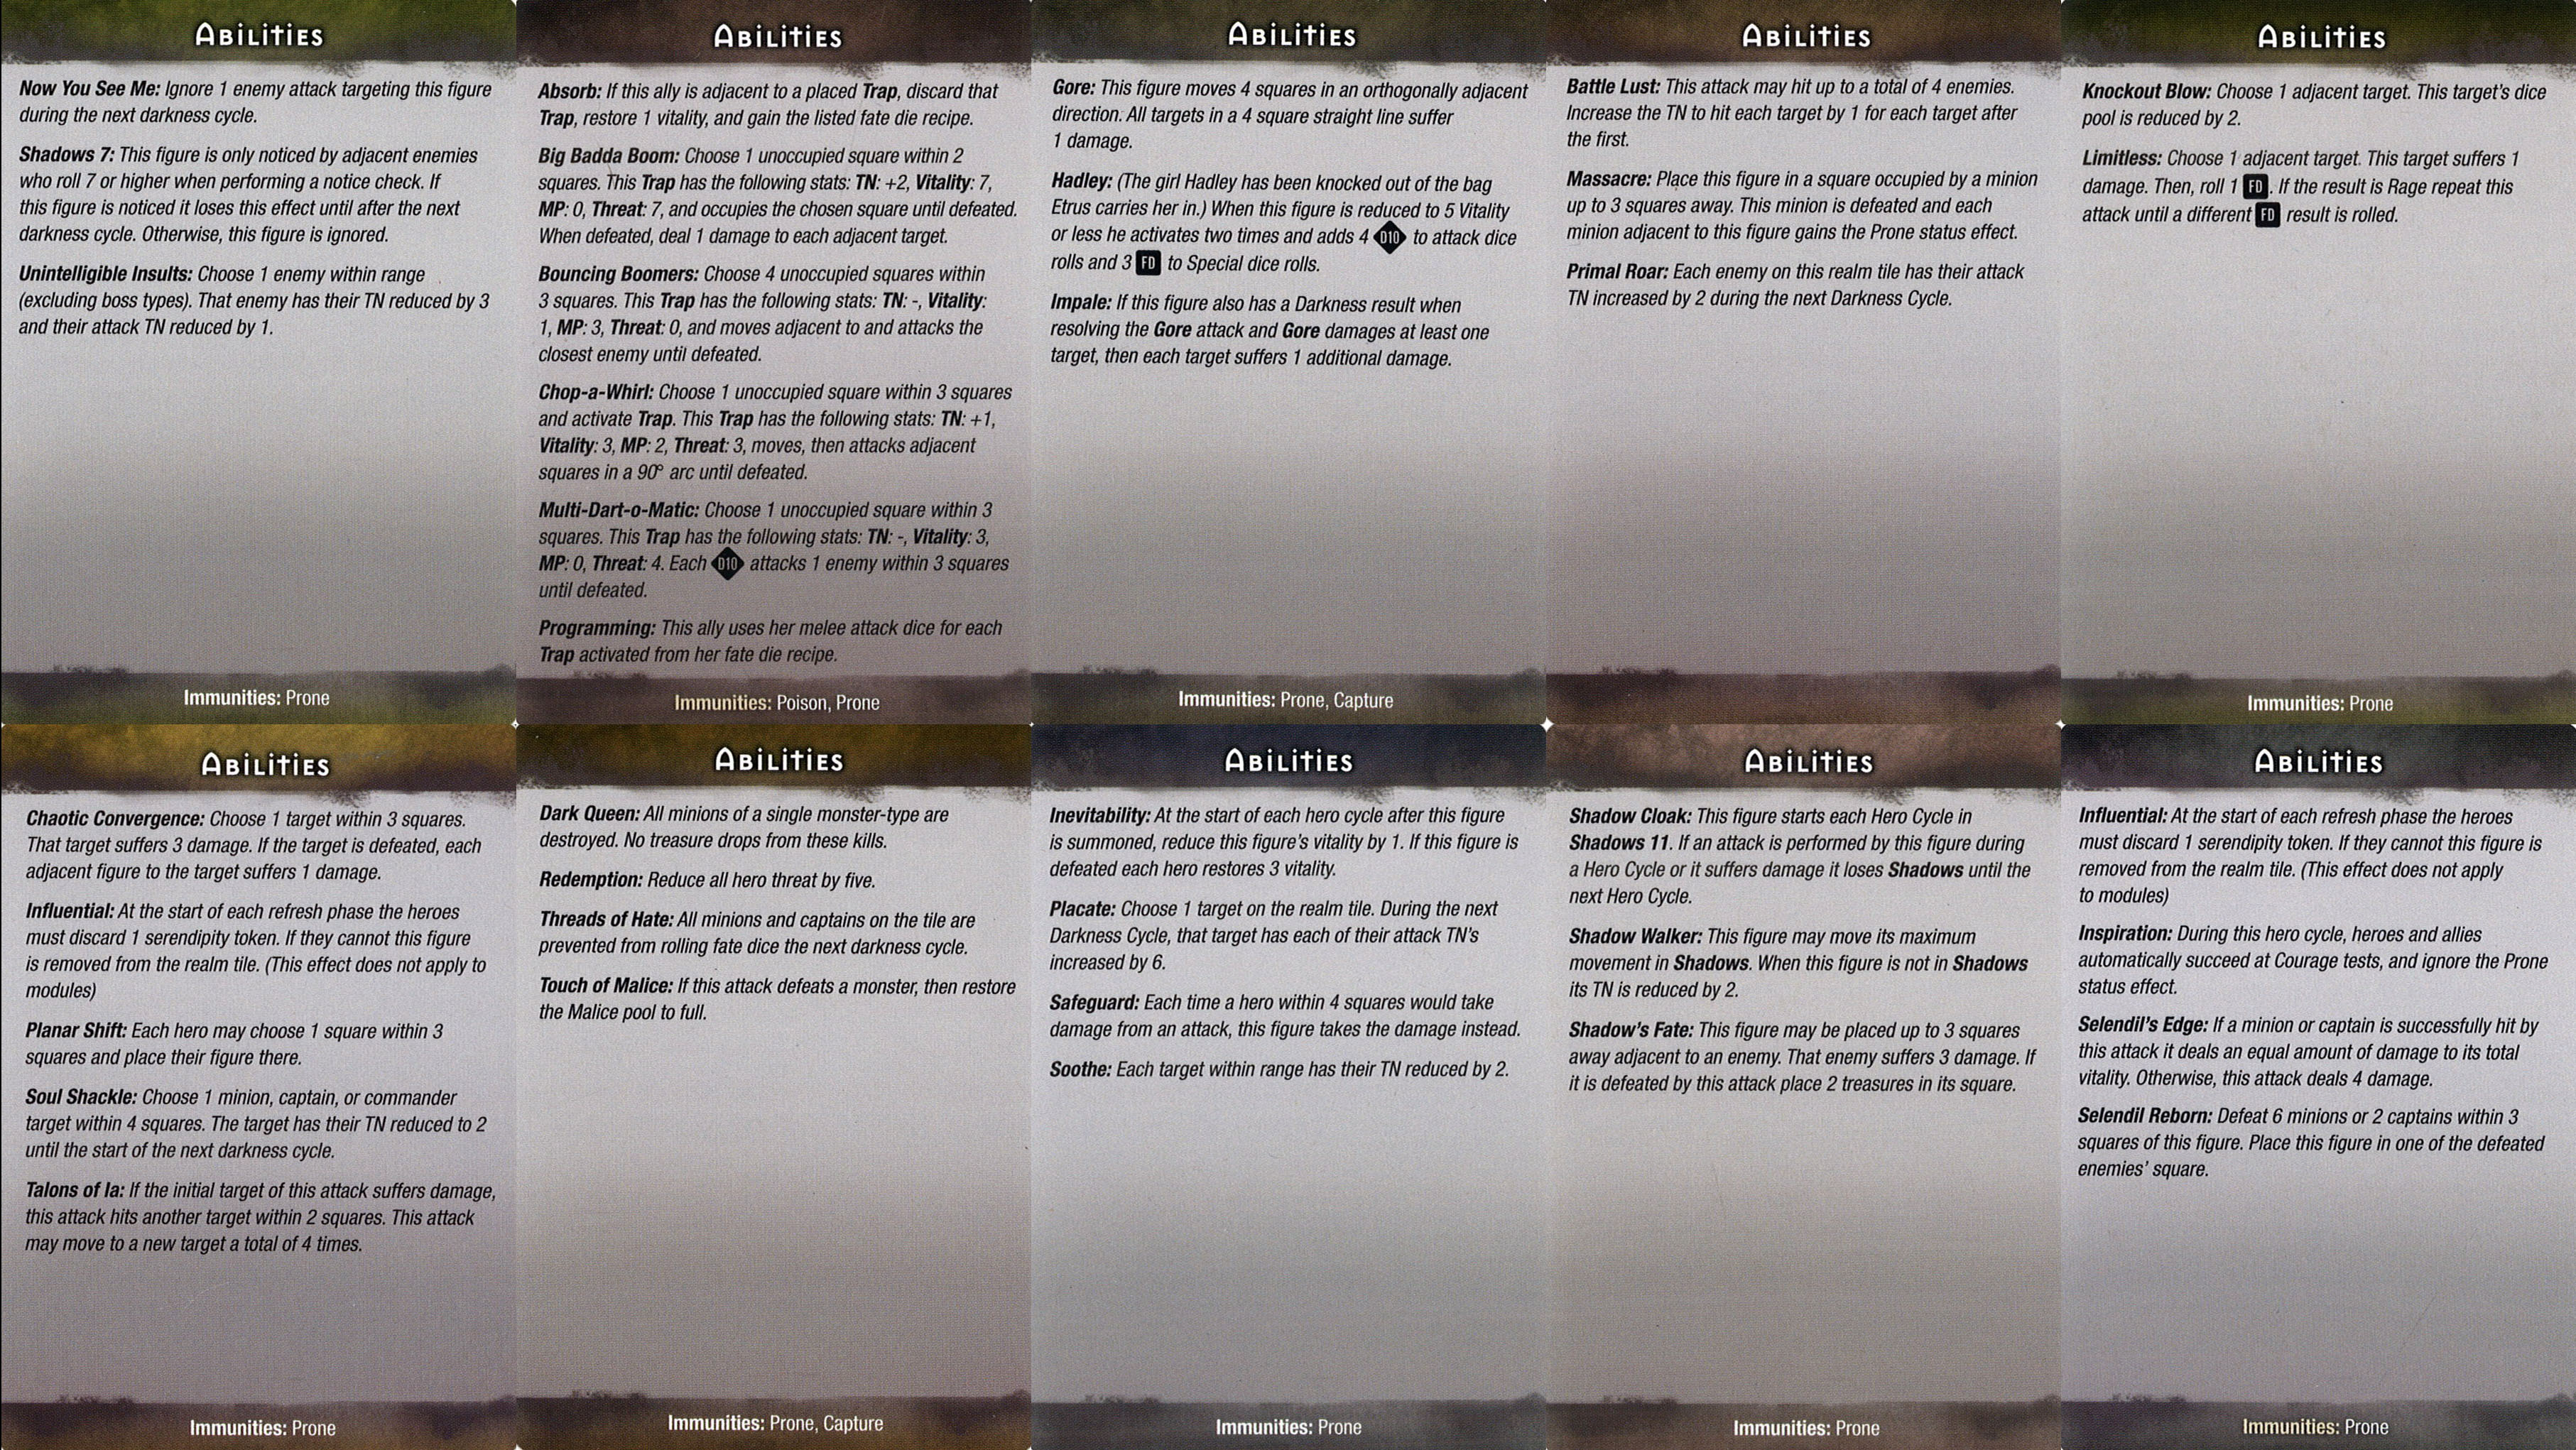 Abilities
Now You See Me: Ignore 1 enemy attack targeting this figure
during the next darkness cycle.
Shadows 7: This figure is only noticed by adjacent enemies
who roll 7 or higher when performing a notice check. If
this figure is noticed it loses this effect until after the next
darkness cycle. Otherwise, this figure is ignored.
Unintelligible Insults: Choose 1 enemy within range
(excluding boss types). That enemy has their TN reduced by 3
and their attack TN reduced by 1.
Immunities: Prone
Abilities
Absorb: If this ally is adjacent to a placed Trap, discard that
Trap, restore 1 vitality, and gain the listed fate die recipe.
Big Badda Boom: Choose 1 unoccupied square within 2
squares. This Trap has the following stats: TN: +2, Vitality: 7,
MP: 0, Threat: 7, and occupies the chosen square until defeated.
When defeated, deal 1 damage to each adjacent target.
Bouncing Boomers: Choose 4 unoccupied squares within
3 squares. This Trap has the following stats: TN: -, Vitality:
1, MP: 3, Threat: 0, and moves adjacent to and attacks the
closest enemy until defeated.
Chop-a-Whirl: Choose 1 unoccupied square within 3 squares
and activate Trap. This Trap has the following stats: TN: +1,
Vitality: 3, MP: 2, Threat: 3, moves, then attacks adjacent
squares in a 90° arc until defeated.
Multi-Dart-o-Matic: Choose 1 unoccupied square within 3
squares. This Trap has the following stats: TN: -, Vitality: 3,
MP: 0, Threat: 4. Each D10 attacks 1 enemy within 3 squares
until defeated.
Programming: This ally uses her melee attack dice for each
Trap activated from her fate die recipe.
Immunities: Poison, Prone
Abilities
Gore: This figure moves 4 squares in an orthogonally adjacent
direction. All targets in a 4 square straight line suffer
1 damage.
Hadley: (The girl Hadley has been knocked out of the bag
Etrus carries her in.) When this figure is reduced to 5 Vitality
or less he activates two times and adds 4 D10 to attack dice
rolls and 3 FD to Special dice rolls.
Impale: If this figure also has a Darkness result when
resolving the Gore attack and Gore damages at least one
target, then each target suffers 1 additional damage.
Immunities: Prone, Capture
Abilities
Battle Lust: This attack may hit up to a total of 4 enemies.
Increase the TN to hit each target by 1 for each target after
the first.
Massacre: Place this figure in a square occupied by a minion
up to 3 squares away. This minion is defeated and each
minion adjacent to this figure gains the Prone status effect.
Primal Roar: Each enemy on this realm tile has their attack
TN increased by 2 during the next Darkness Cycle.
Abilities
Knockout Blow: Choose 1 adjacent target. This target's dice
pool is reduced by 2.
Limitless: Choose 1 adjacent target. This target suffers 1
damage. Then, roll 1 FD. If the result is Rage repeat this
attack until a different FD result is rolled.
Immunities: Prone
Abilities
Chaotic Convergence: Choose 1 target within 3 squares.
That target suffers 3 damage. If the target is defeated, each
adjacent figure to the target suffers 1 damage.
Influential: At the start of each refresh phase the heroes
must discard 1 serendipity token. If they cannot this figure
is removed from the realm tile. (This effect does not apply to
modules)
Planar Shift: Each hero may choose 1 square within 3
squares and place their figure there.
Soul Shackle: Choose 1 minion, captain, or commander
target within 4 squares. The target has their TN reduced to 2
until the start of the next darkness cycle.
Talons of Ia: If the initial target of this attack suffers damage,
this attack hits another target within 2 squares. This attack
may move to a new target a total of 4 times.
Immunities: Prone
Abilities
Dark Queen: All minions of a single monster-type are
destroyed. No treasure drops from these kills.
Redemption: Reduce all hero threat by five.
Threads of Hate: All minions and captains on the tile are
prevented from rolling fate dice the next darkness cycle.
Touch of Malice: If this attack defeats a monster, then restore
the Malice pool to full.
Immunities: Prone, Capture
Abilities
Inevitability: At the start of each hero cycle after this figure
is summoned, reduce this figure's vitality by 1. If this figure is
defeated each hero restores 3 vitality.
Placate: Choose 1 target on the realm tile. During the next
Darkness Cycle, that target has each of their attack TN's
increased by 6.
Safeguard: Each time a hero within 4 squares would take
damage from an attack, this figure takes the damage instead.
Soothe: Each target within range has their TN reduced by 2.
Immunities: Prone
Abilities
Shadow Cloak: This figure starts each Hero Cycle in
Shadows 11. If an attack is performed by this figure during
a Hero Cycle or it suffers damage it loses Shadows until the
next Hero Cycle.
Shadow Walker: This figure may move its maximum
movement in Shadows. When this figure is not in Shadows
its TN is reduced by 2.
Shadow's Fate: This figure may be placed up to 3 squares
away adjacent to an enemy. That enemy suffers 3 damage. If
it is defeated by this attack place 2 treasures in its square.
Immunities: Prone
Abilities
Influential: At the start of each refresh phase the heroes
must discard 1 serendipity token. If they cannot this figure is
removed from the realm tile. (This effect does not apply
to modules)
Inspiration: During this hero cycle, heroes and allies
automatically succeed at Courage tests, and ignore the Prone
status effect.
Selendil's Edge: If a minion or captain is successfully hit by
this attack it deals an equal amount of damage to its total
vitality. Otherwise, this attack deals 4 damage.
Selendil Reborn: Defeat 6 minions or 2 captains within 3
squares of this figure. Place this figure in one of the defeated
enemies' square.
Immunities: Prone